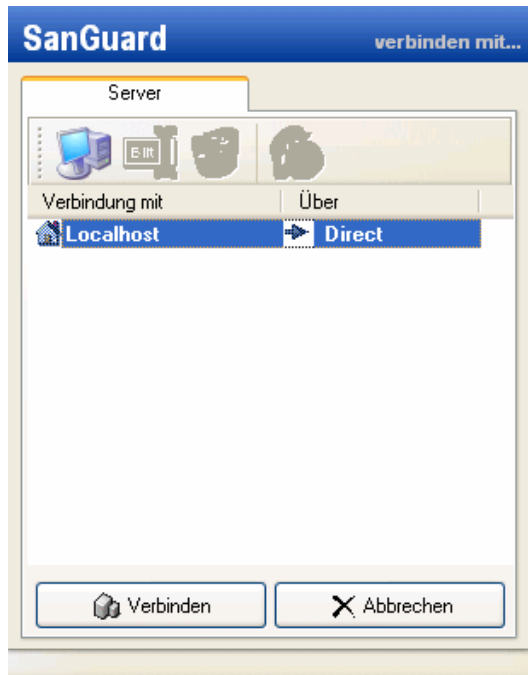 SanGuard verbinden mit...
Server
Verbindung mit Über
Localhost Direct
Verbinden Abbrechen